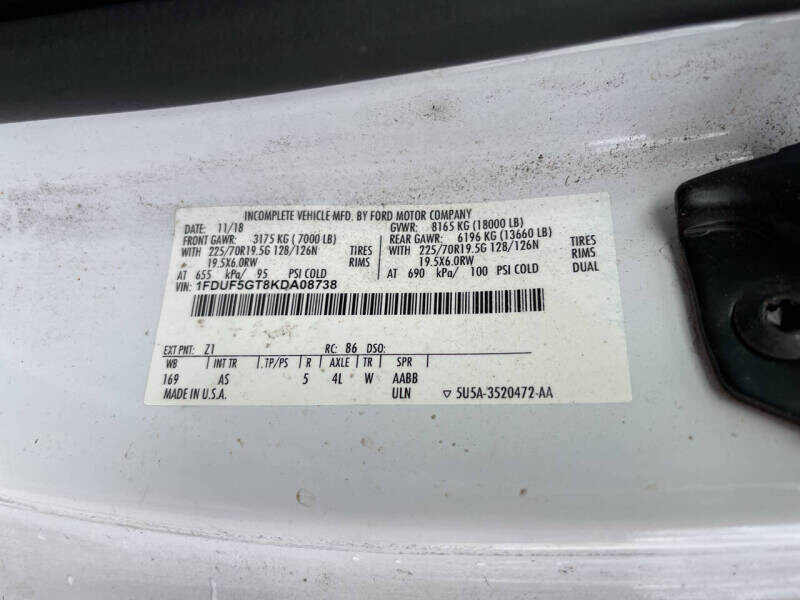 INCOMPLETE VEHICLE MFD. BY FORD MOTOR COMPANY
DATE: 11/18 GVWR: 8165 KG (18000 LB)
FRONT GAWR: 3175 KG (7000 LB) REAR GAWR: 6196 KG (13660 LB)
WITH 225/70R19.5G 128/126N TIRES WITH 225/70R19.5G 128/126N TIRES
19.5X6.0RW RIMS 19.5X6.0RW RIMS
AT 655 kPa/ 95 PSI COLD AT 690 kPa/ 100 PSI COLD DUAL
VIN: 1FDUF5GT8KDA08738
EXT PNT: Z1 RC: 86 DSO:
WB INT TR TP/PS R AXLE TR SPR
169 AS 5 4L W AABB
MADE IN U.S.A. ULN ▽ 5U5A-3520472-AA